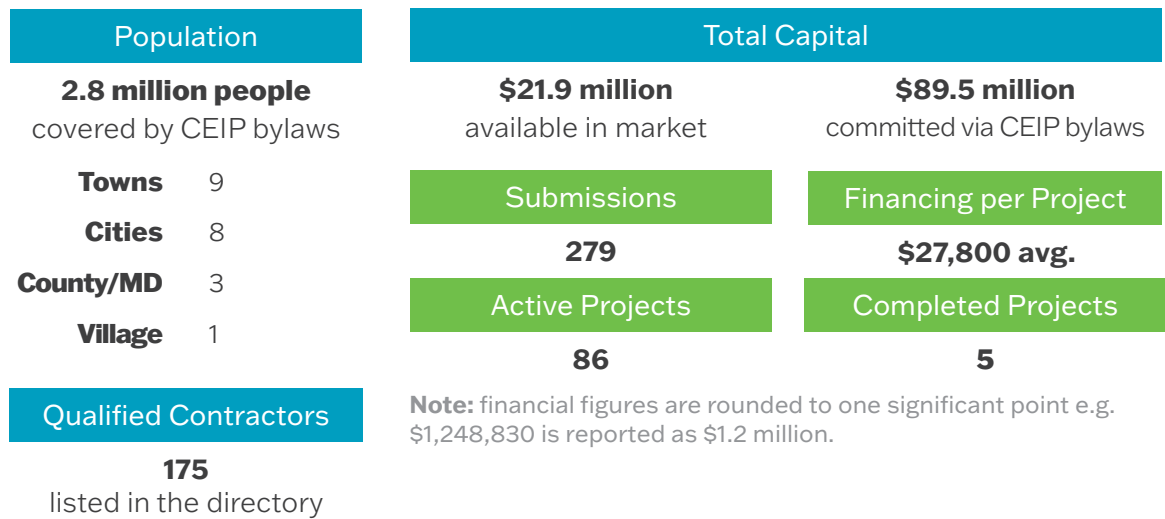 Population
2.8 million people
covered by CEIP bylaws
Towns 9
Cities 8
County/MD 3
Village 1
Qualified Contractors
175
listed in the directory
Total Capital
$21.9 million
available in market
$89.5 million
committed via CEIP bylaws
Submissions
279
Financing per Project
$27,800 avg.
Active Projects
86
Completed Projects
5
Note: financial figures are rounded to one significant point e.g.
$1,248,830 is reported as $1.2 million.